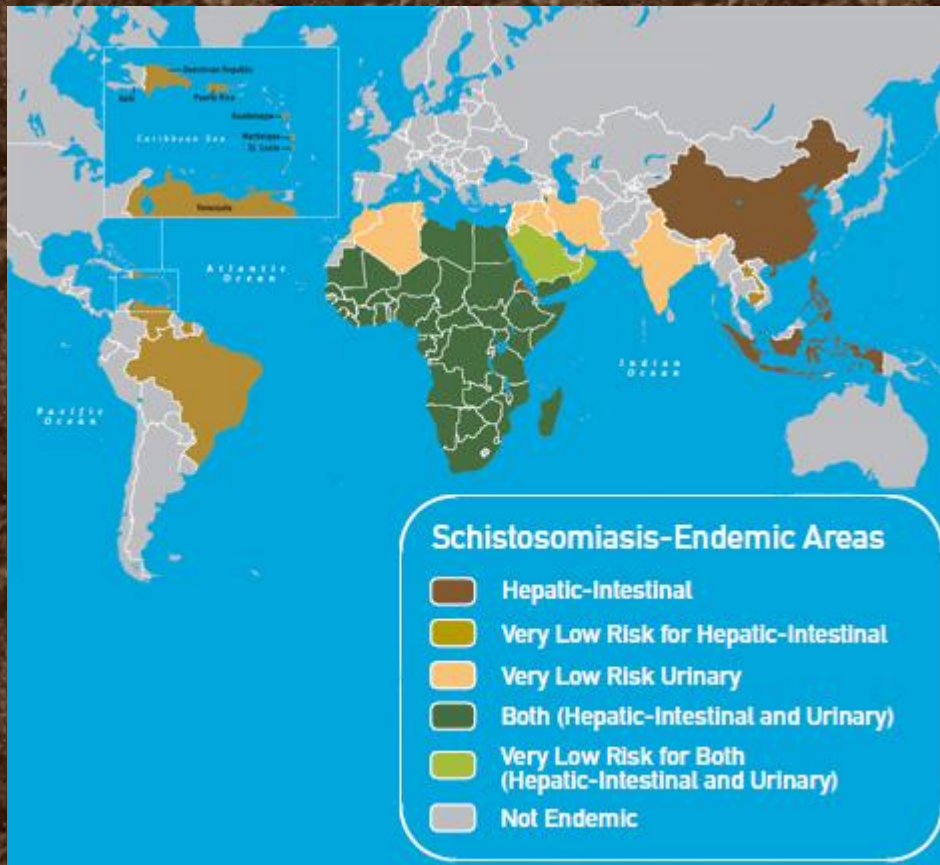 Dominican Republic
Haiti
Puerto Rico
Guadeloupe
Caribbean Sea
Martinique
St. Lucia
Venezuela
Atlantic
Ocean
Pacific
Ocean
Indian
Ocean
Schistosomiasis-Endemic Areas
Hepatic-Intestinal
Very Low Risk for Hepatic-Intestinal
Very Low Risk Urinary
Both (Hepatic-Intestinal and Urinary)
Very Low Risk for Both
(Hepatic-Intestinal and Urinary)
Not Endemic